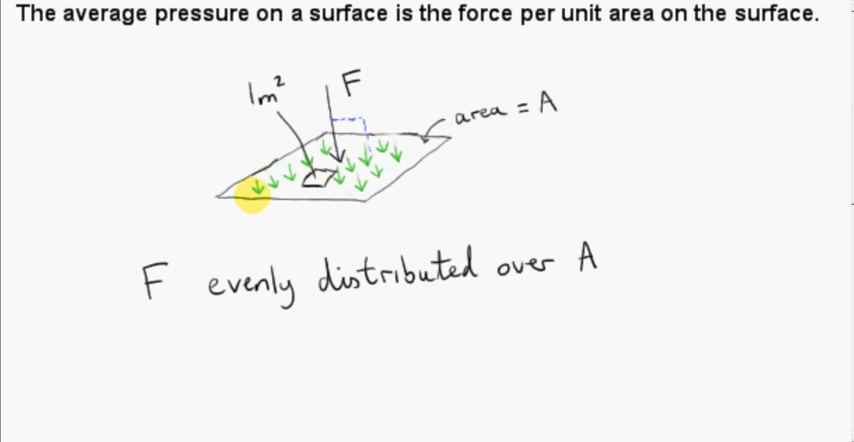 The average pressure on a surface is the force per unit area on the surface.
1m²
F
area = A
F evenly distributed over A